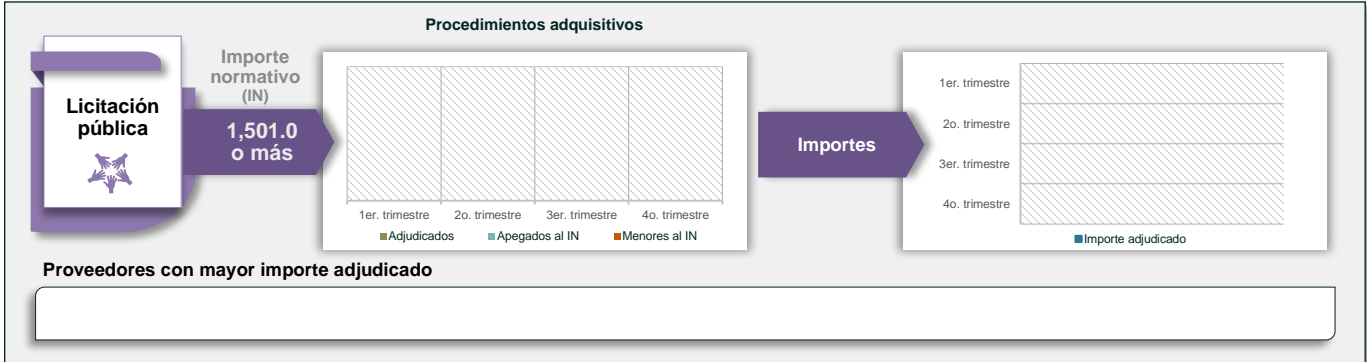 Procedimientos adquisitivos
Licitación
pública
Importe
normativo
(IN)
1,501.0
o más
1er. trimestre 2o. trimestre 3er. trimestre 4o. trimestre
Adjudicados Apegados al IN Menores al IN
Importes
1er. trimestre
2o. trimestre
3er. trimestre
4o. trimestre
Importe adjudicado
Proveedores con mayor importe adjudicado